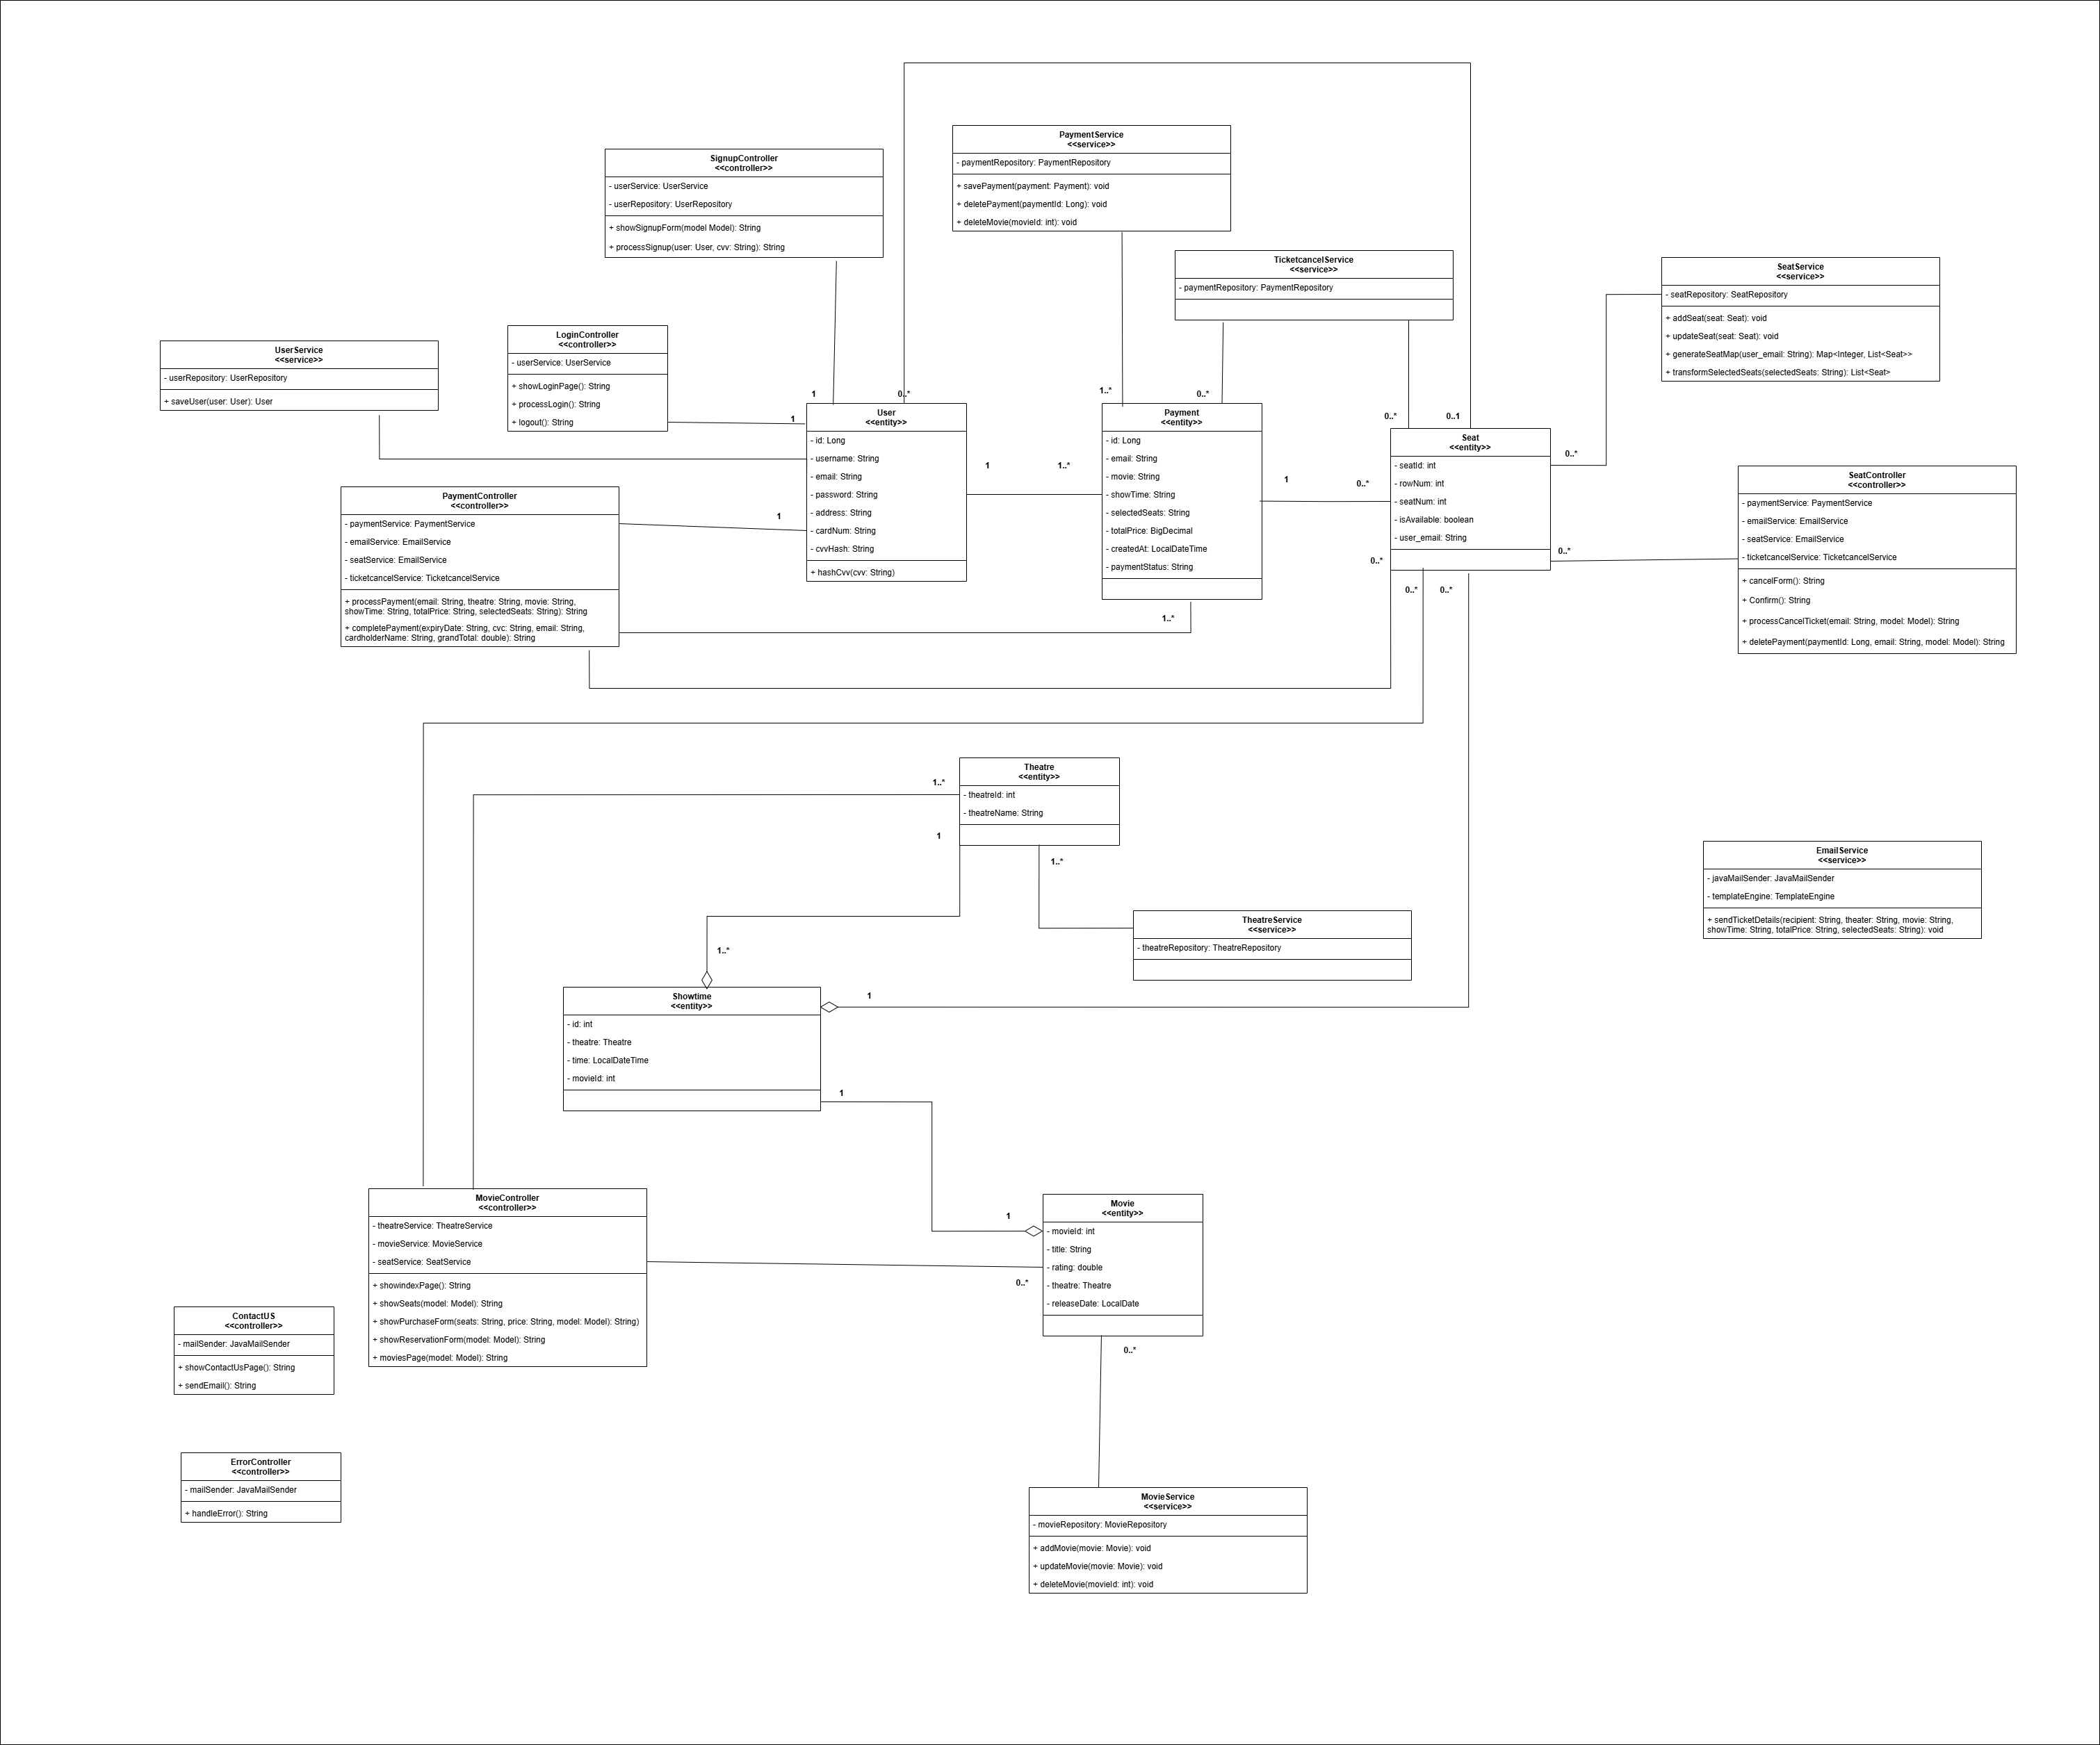 PaymentService
<<service>>
- paymentRepository: PaymentRepository
+ savePayment(payment: Payment): void
+ deletePayment(paymentId: Long): void
+ deleteMovie(movieId: int): void
SignupController
<<controller>>
- userService: UserService
- userRepository: UserRepository
+ showSignupForm(model Model): String
+ processSignup(user: User, cvv: String): String
TicketcancelService
<<service>>
- paymentRepository: PaymentRepository
SeatService
<<service>>
- seatRepository: SeatRepository
+ addSeat(seat: Seat): void
+ updateSeat(seat: Seat): void
+ generateSeatMap(user_email: String): Map<Integer, List<Seat>>
+ transformSelectedSeats(selectedSeats: String): List<Seat>
LoginController
<<controller>>
- userService: UserService
+ showLoginPage(): String
+ processLogin(): String
+ logout(): String
UserService
<<service>>
- userRepository: UserRepository
+ saveUser(user: User): User
1
0..*
1..*
0..*
0..*
0..1
1
User
<<entity>>
- id: Long
- username: String
- email: String
- password: String
- address: String
- cardNum: String
- cvvHash: String
+ hashCvv(cvv: String)
1
1..*
Payment
<<entity>>
- id: Long
- email: String
- movie: String
- showTime: String
- selectedSeats: String
- totalPrice: BigDecimal
- createdAt: LocalDateTime
- paymentStatus: String
1
0..*
Seat
<<entity>>
- seatId: int
- rowNum: int
- seatNum: int
- isAvailable: boolean
- user_email: String
0..*
0..*
SeatController
<<controller>>
- paymentService: PaymentService
- emailService: EmailService
- seatService: EmailService
- ticketcancelService: TicketcancelService
+ cancelForm(): String
+ Confirm(): String
+ processCancelTicket(email: String, model: Model): String
+ deletePayment(paymentId: Long, email: String, model: Model): String
PaymentController
<<controller>>
- paymentService: PaymentService
- emailService: EmailService
- seatService: EmailService
- ticketcancelService: TicketcancelService
+ processPayment(email: String, theatre: String, movie: String,
showTime: String, totalPrice: String, selectedSeats: String): String
+ completePayment(expiryDate: String, cvc: String, email: String,
cardholderName: String, grandTotal: double): String
1
1..*
0..*
0..*
0..*
Theatre
<<entity>>
- theatreId: int
- theatreName: String
1..*
1
1..*
EmailService
<<service>>
- javaMailSender: JavaMailSender
- templateEngine: TemplateEngine
+ sendTicketDetails(recipient: String, theater: String, movie: String,
showTime: String, totalPrice: String, selectedSeats: String): void
TheatreService
<<service>>
- theatreRepository: TheatreRepository
1..*
Showtime
<<entity>>
- id: int
- theatre: Theatre
- time: LocalDateTime
- movieId: int
1
1
MovieController
<<controller>>
- theatreService: TheatreService
- movieService: MovieService
- seatService: SeatService
+ showindexPage(): String
+ showSeats(model: Model): String
+ showPurchaseForm(seats: String, price: String, model: Model): String)
+ showReservationForm(model: Model): String
+ moviesPage(model: Model): String
1
0..*
Movie
<<entity>>
- movieId: int
- title: String
- rating: double
- theatre: Theatre
- releaseDate: LocalDate
0..*
ContactUS
<<controller>>
- mailSender: JavaMailSender
+ showContactUsPage(): String
+ sendEmail(): String
ErrorController
<<controller>>
- mailSender: JavaMailSender
+ handleError(): String
MovieService
<<service>>
- movieRepository: MovieRepository
+ addMovie(movie: Movie): void
+ updateMovie(movie: Movie): void
+ deleteMovie(movieId: int): void